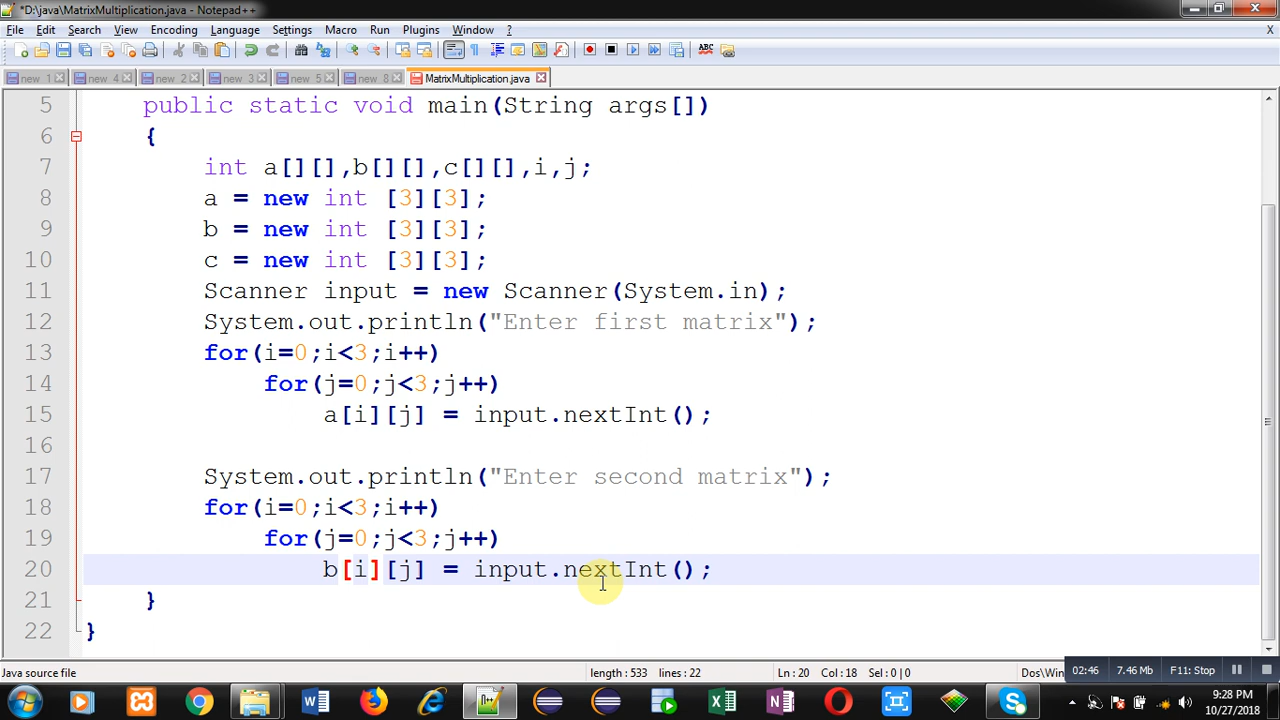 *D:\java\MatrixMultiplication.java - Notepad++
File Edit Search View Encoding Language Settings Macro Run Plugins Window ? X
new 1 new 4 new 2 new 3 new 5 new 8 MatrixMultiplication.java
5 public static void main(String args[])
6 {
7 int a[][],b[][],c[][],i,j;
8 a = new int [3][3];
9 b = new int [3][3];
10 c = new int [3][3];
11 Scanner input = new Scanner(System.in);
12 System.out.println("Enter first matrix");
13 for(i=0;i<3;i++)
14 for(j=0;j<3;j++)
15 a[i][j] = input.nextInt();
16
17 System.out.println("Enter second matrix");
18 for(i=0;i<3;i++)
19 for(j=0;j<3;j++)
20 b[i][j] = input.nextInt();
21 }
22 }
Java source file length : 533 lines : 22 Ln : 20 Col : 18 Sel : 0 | 0 Dos\Win 02:46 7.46 Mb F11: Stop
9:28 PM
10/27/2018